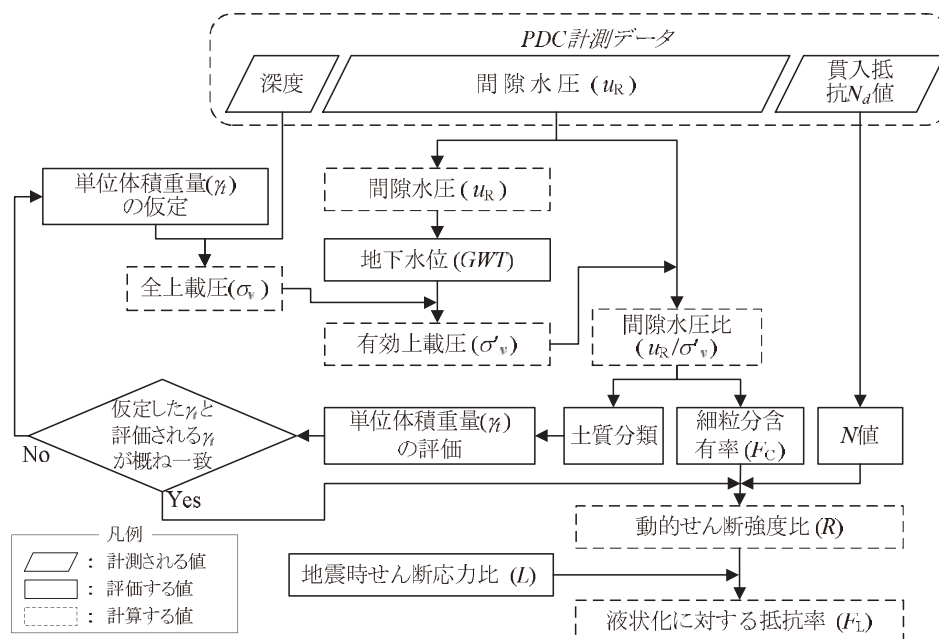 PDC計測データ
深度
間隙水圧 (uR)
貫入抵
抗Nd値
単位体積重量(γt)
の仮定
間隙水圧 (uR)
地下水位 (GWT)
全上載圧(σv)
有効上載圧(σ'v)
間隙水圧比
(uR/σ'v)
仮定したγtと
評価されるγt
が概ね一致
No
Yes
単位体積重量(γt)
の評価
土質分類
細粒分含
有率(FC)
N値
動的せん断強度比 (R)
地震時せん断応力比 (L)
液状化に対する抵抗率 (FL)
凡例
： 計測される値
： 評価する値
： 計算する値